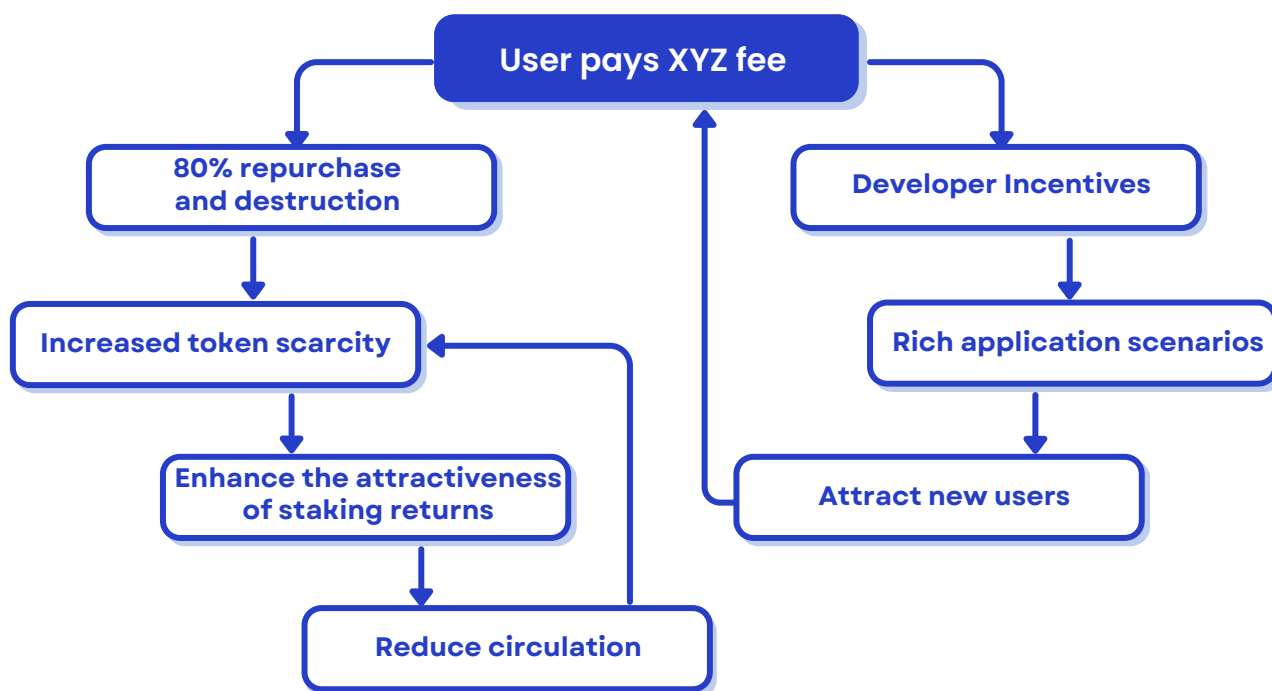 User pays XYZ fee
80% repurchase
and destruction
Developer Incentives
Increased token scarcity
Rich application scenarios
Enhance the attractiveness
of staking returns
Attract new users
Reduce circulation